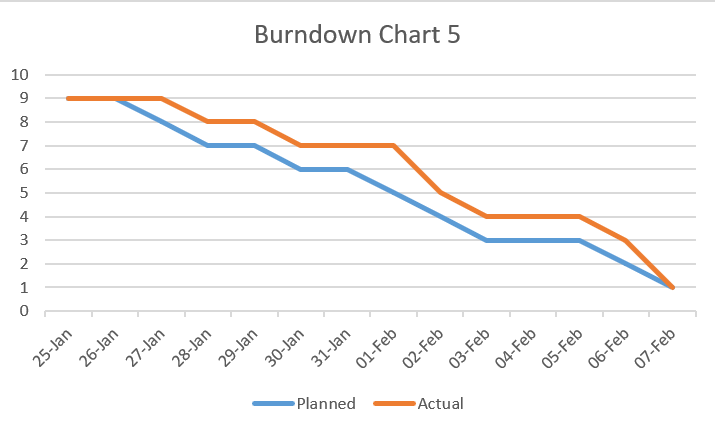 Burndown Chart 5
10
9
8
7
6
5
4
3
2
1
0
25-Jan
26-Jan
27-Jan
28-Jan
29-Jan
30-Jan
31-Jan
01-Feb
02-Feb
03-Feb
04-Feb
05-Feb
06-Feb
07-Feb
Planned Actual